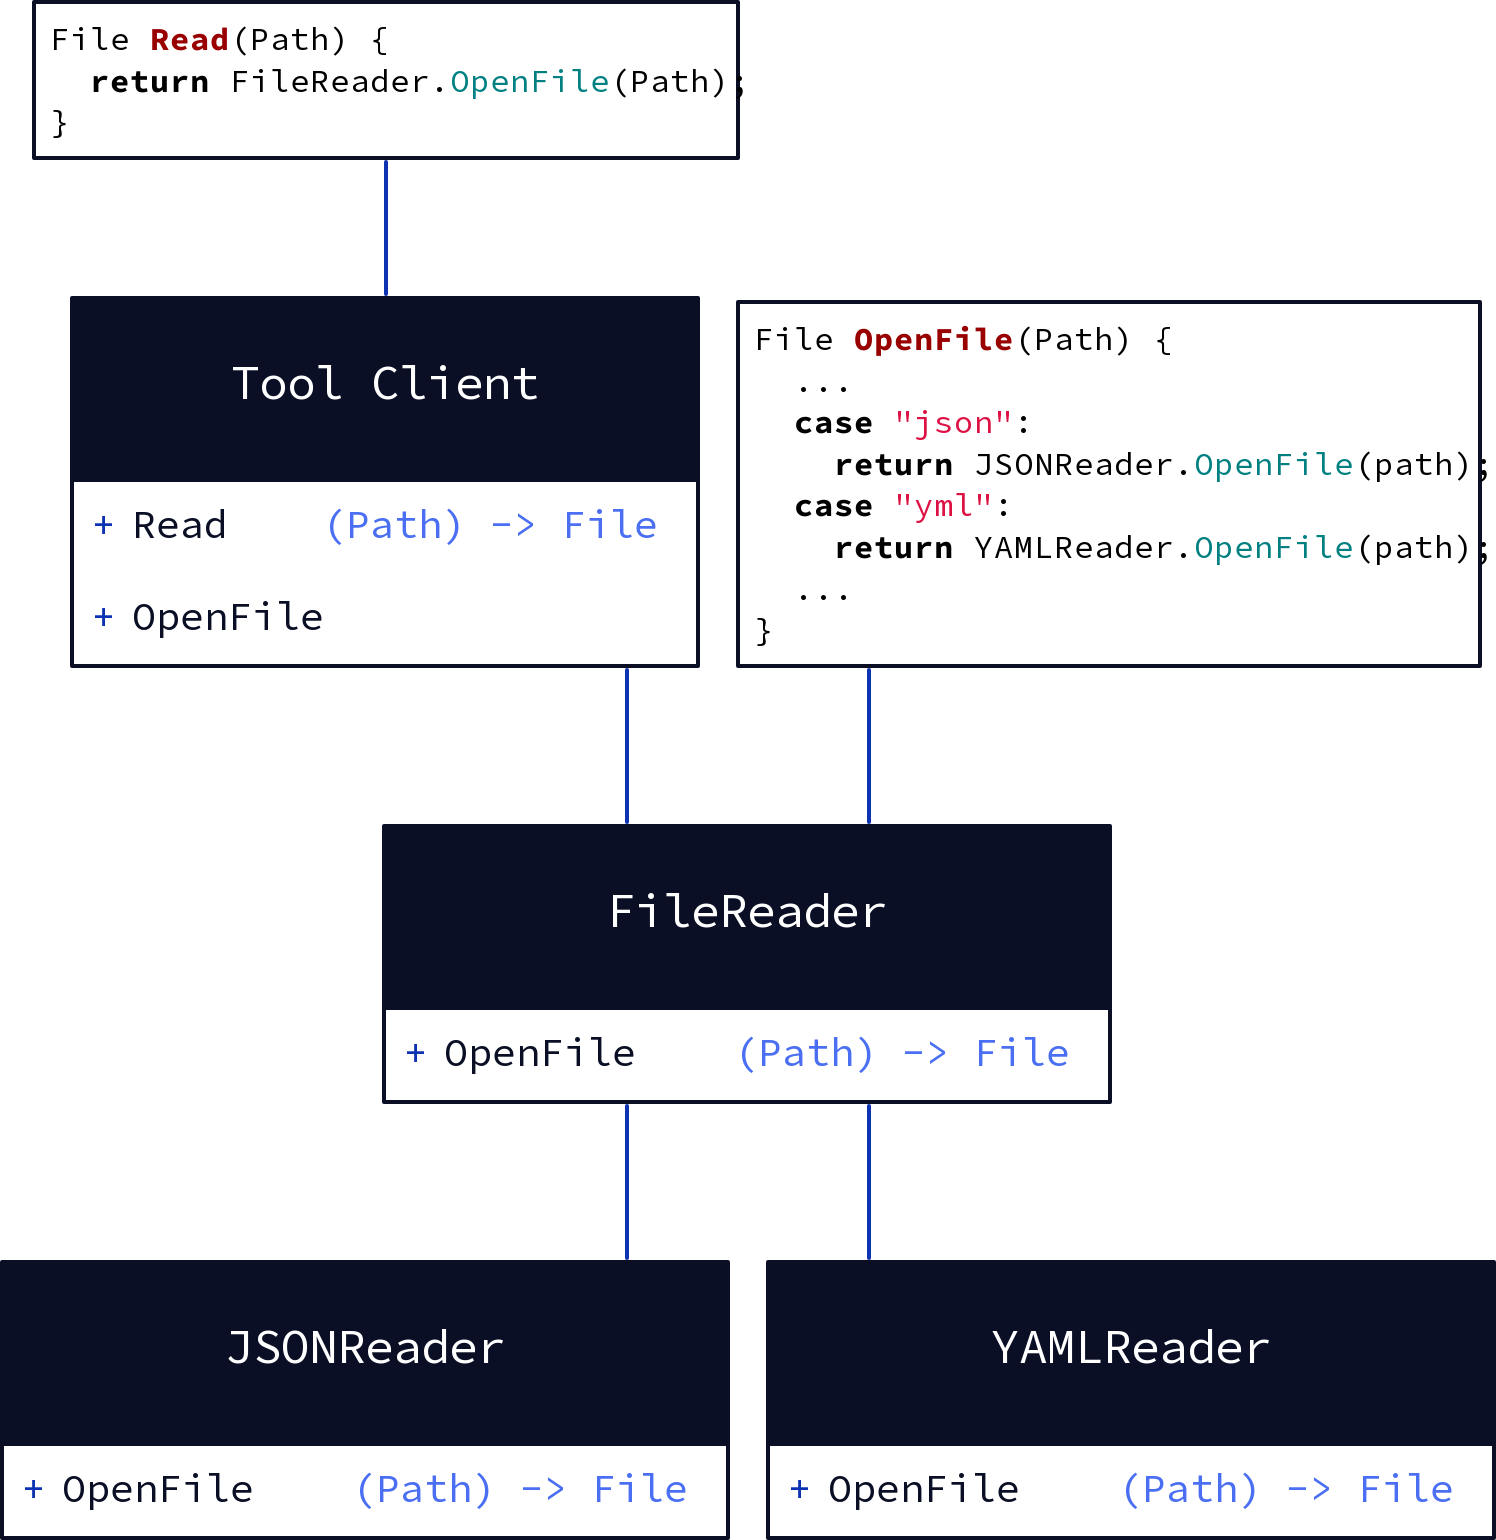 File Read(Path) {
  return FileReader.OpenFile(Path);
}
Tool Client
+ Read (Path) -> File
+ OpenFile
File OpenFile(Path) {
  ...
  case "json":
    return JSONReader.OpenFile(path);
  case "yml":
    return YAMLReader.OpenFile(path);
  ...
}
FileReader
+ OpenFile (Path) -> File
JSONReader
+ OpenFile (Path) -> File
YAMLReader
+ OpenFile (Path) -> File